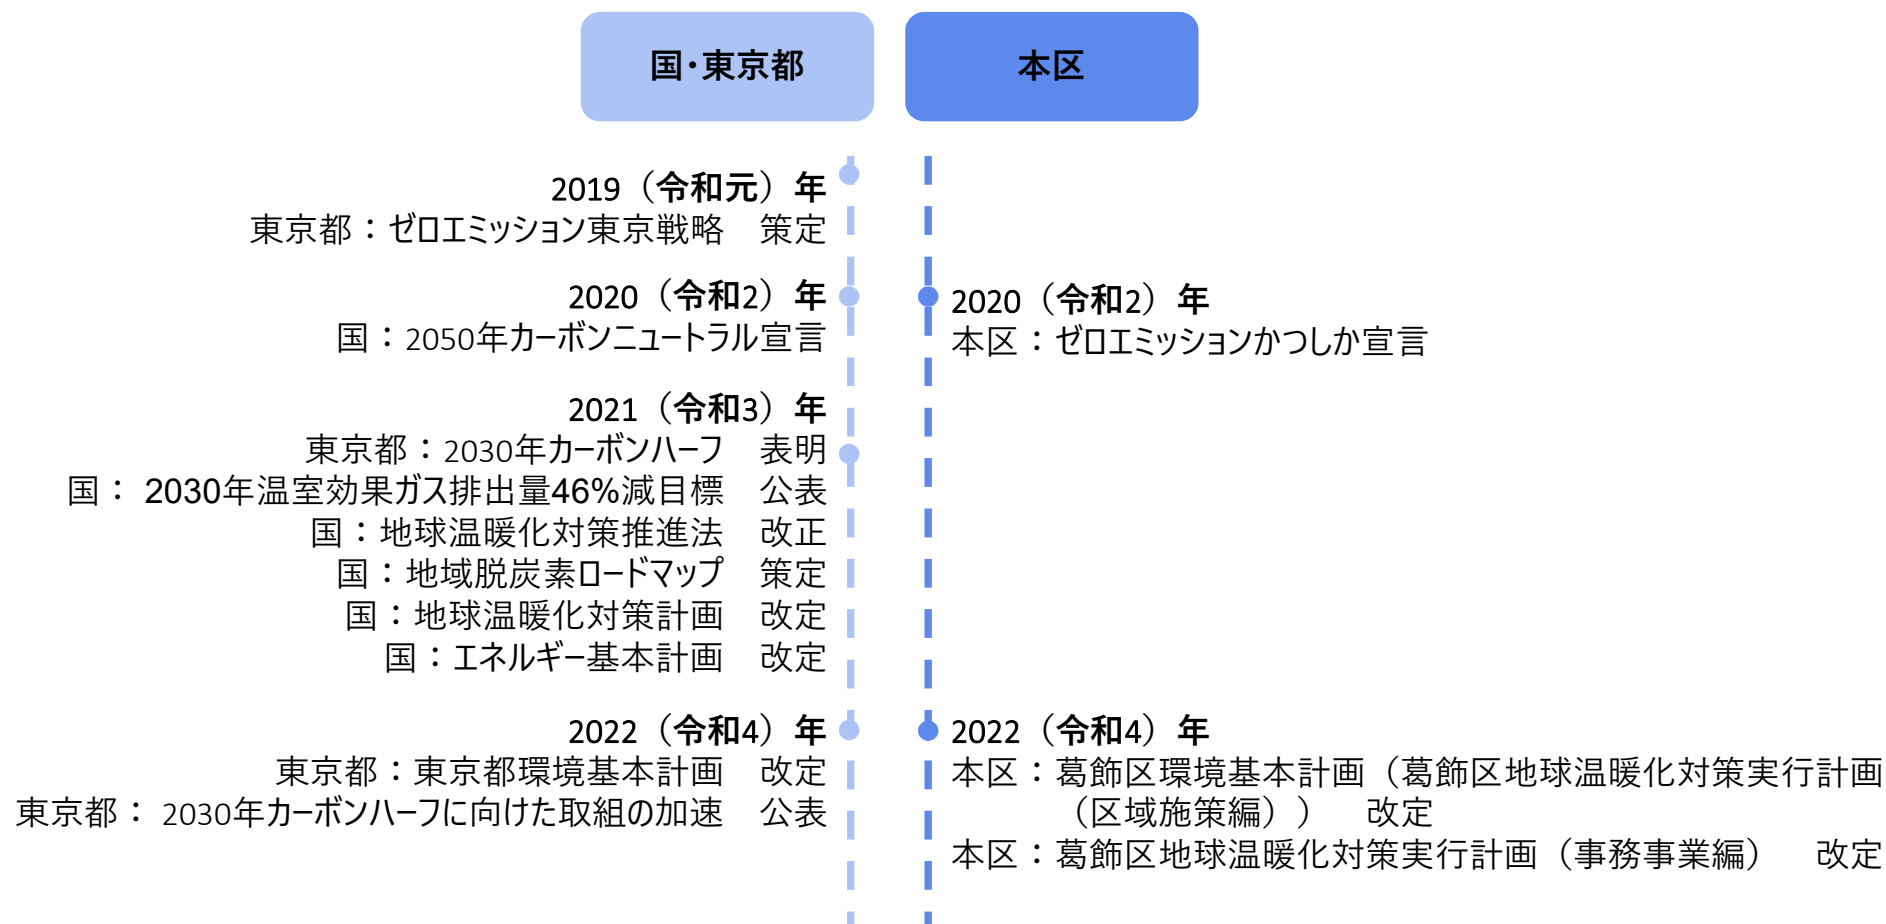 国・東京都
本区
2019（令和元）年
東京都：ゼロエミッション東京戦略　策定
2020（令和2）年
国：2050年カーボンニュートラル宣言
2021（令和3）年
東京都：2030年カーボンハーフ　表明
国： 2030年温室効果ガス排出量46%減目標　公表
国：地球温暖化対策推進法　改正
国：地域脱炭素ロードマップ　策定
国：地球温暖化対策計画　改定
国：エネルギー基本計画　改定
2022（令和4）年
東京都：東京都環境基本計画　改定
東京都： 2030年カーボンハーフに向けた取組の加速　公表
2020（令和2）年
本区：ゼロエミッションかつしか宣言
2022（令和4）年
本区：葛飾区環境基本計画（葛飾区地球温暖化対策実行計画
（区域施策編））　改定
本区：葛飾区地球温暖化対策実行計画（事務事業編）　改定